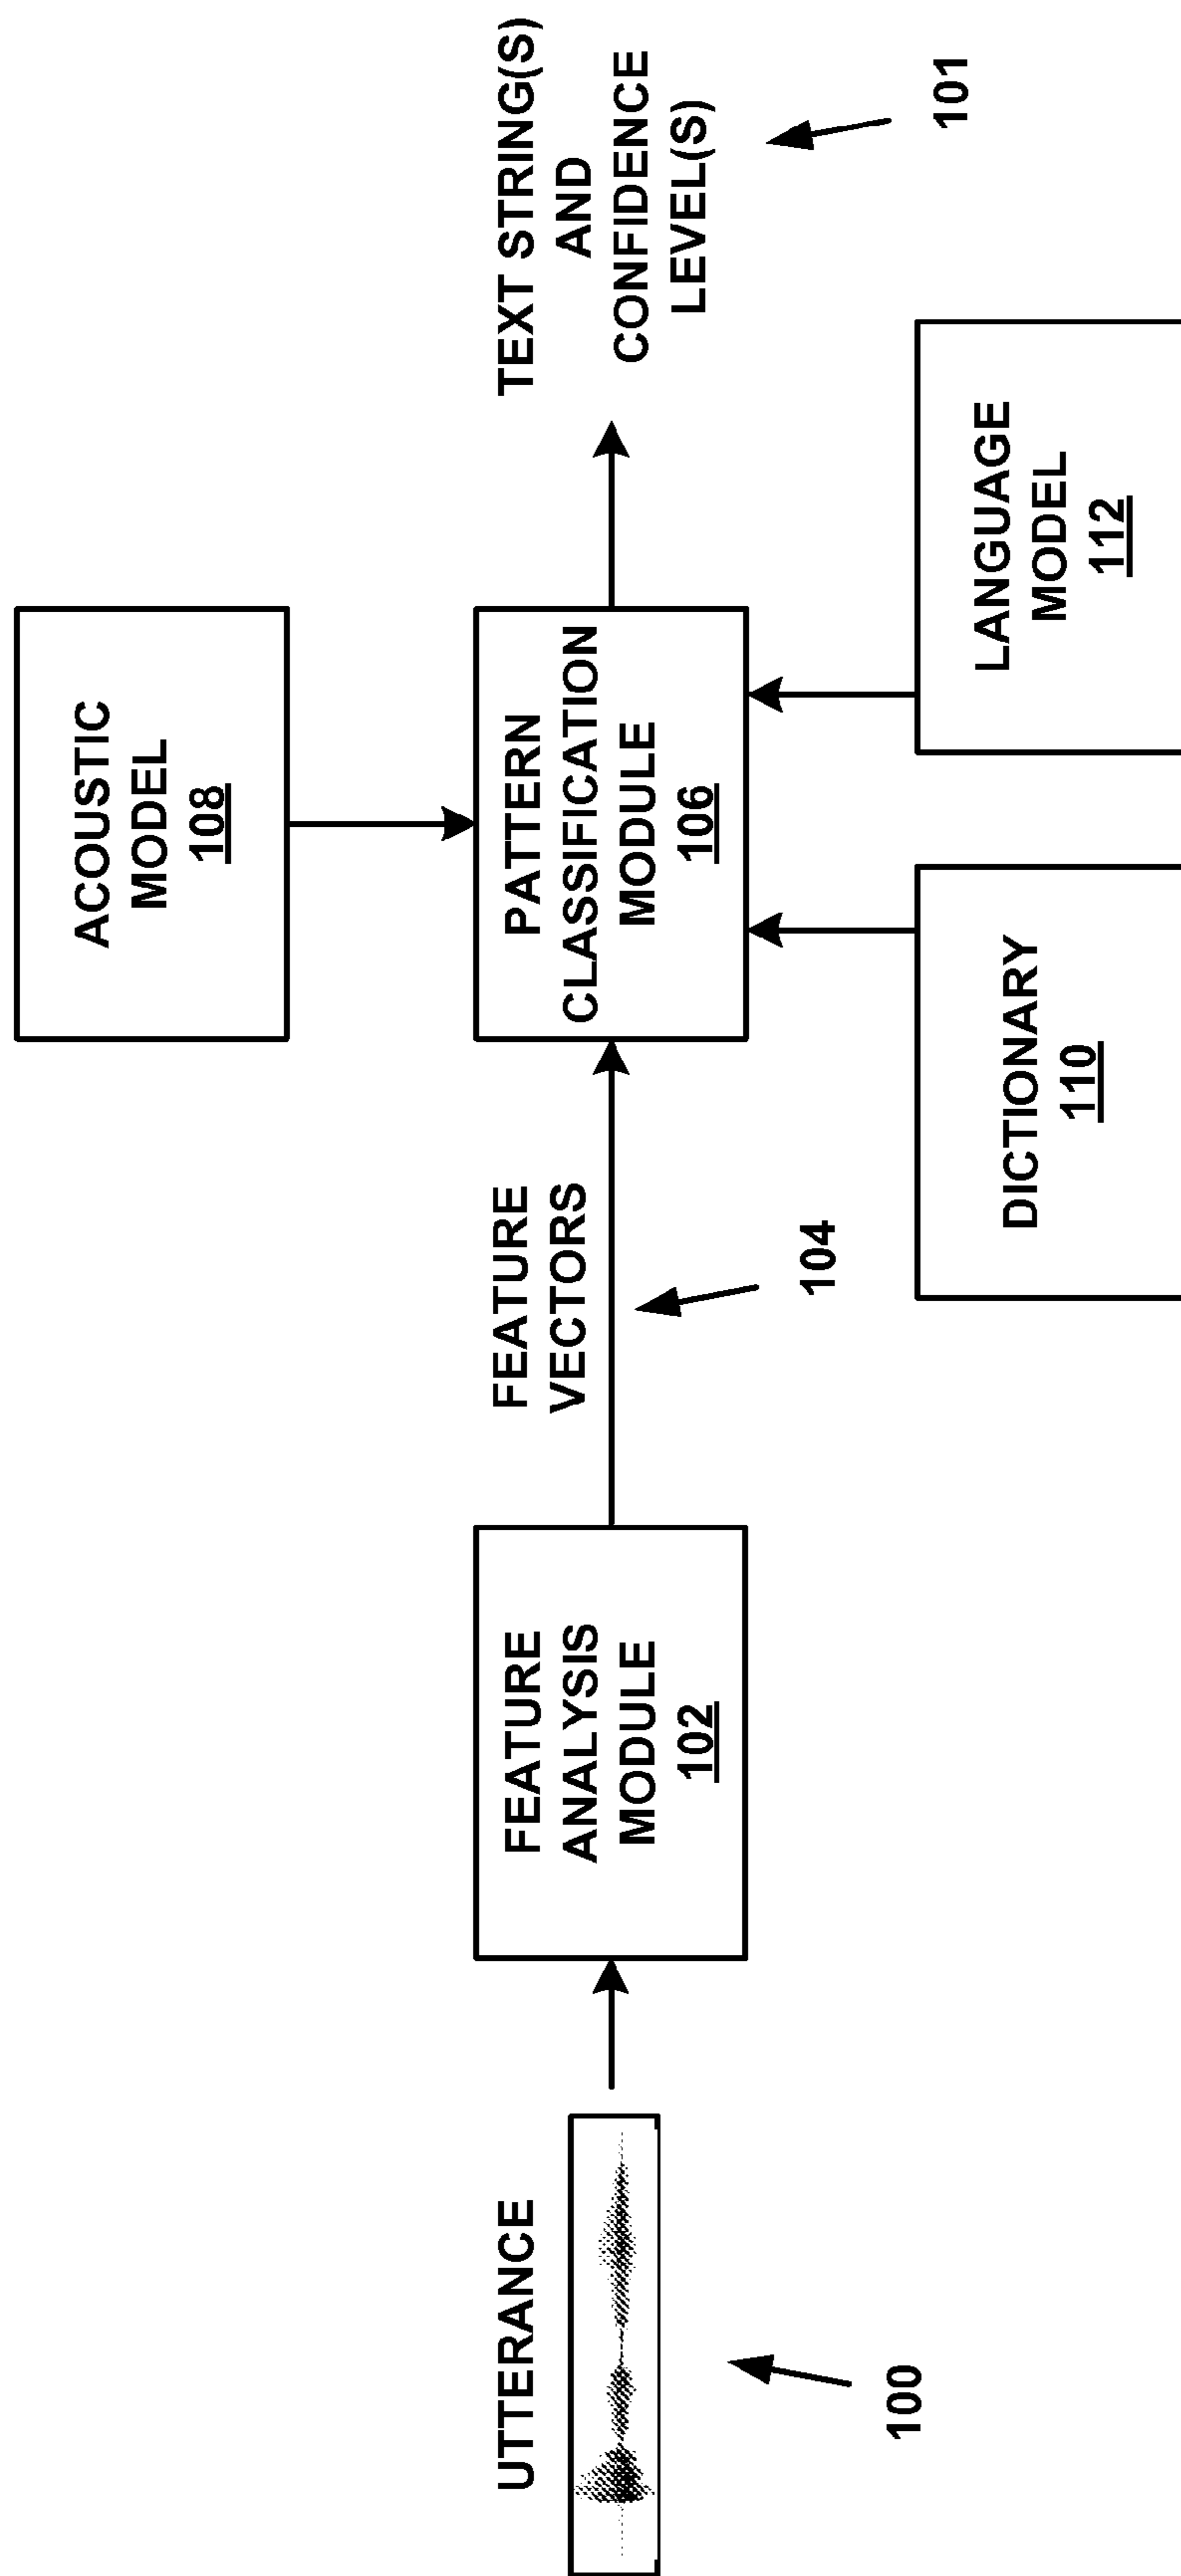 ACOUSTIC
MODEL
108
UTTERANCE
100
FEATURE
ANALYSIS
MODULE
102
FEATURE
VECTORS
104
PATTERN
CLASSIFICATION
MODULE
106
TEXT STRING(S)
AND
CONFIDENCE
LEVEL(S)
101
DICTIONARY
110
LANGUAGE
MODEL
112